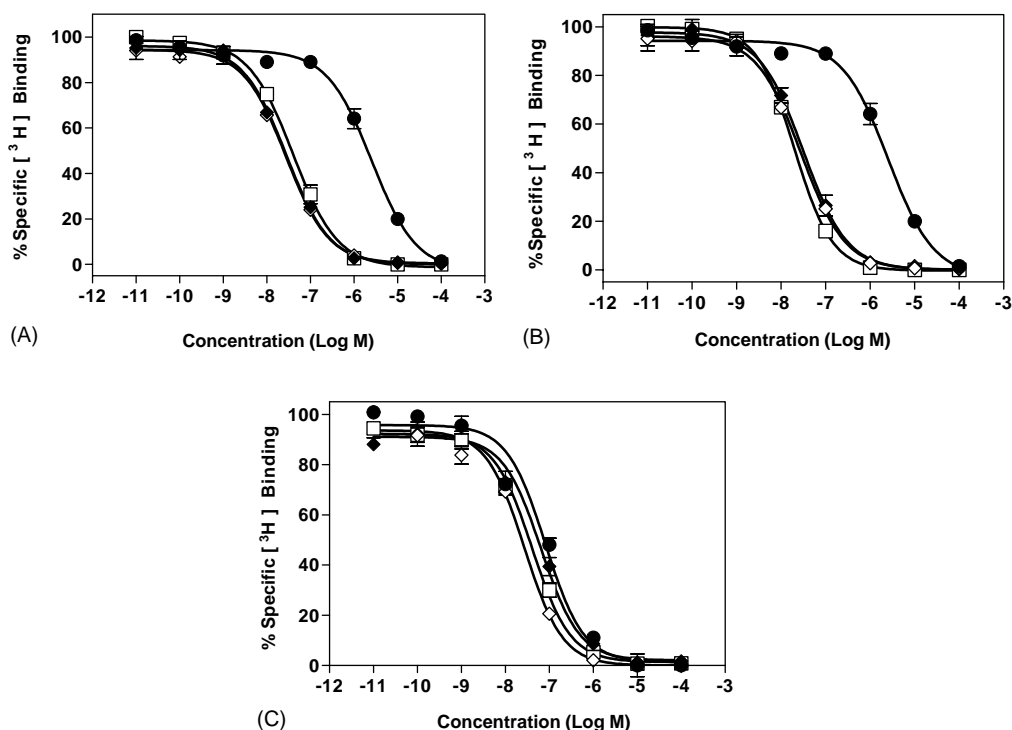 100
80
60
40
20
0
% Specific [ ³ H ] Binding
-12 -11 -10 -9 -8 -7 -6 -5 -4 -3
Concentration (Log M)
(A)
100
80
60
40
20
0
% Specific [ ³ H ] Binding
-12 -11 -10 -9 -8 -7 -6 -5 -4 -3
Concentration (Log M)
(B)
100
80
60
40
20
0
% Specific [ ³H ] Binding
-12 -11 -10 -9 -8 -7 -6 -5 -4 -3
Concentration (Log M)
(C)